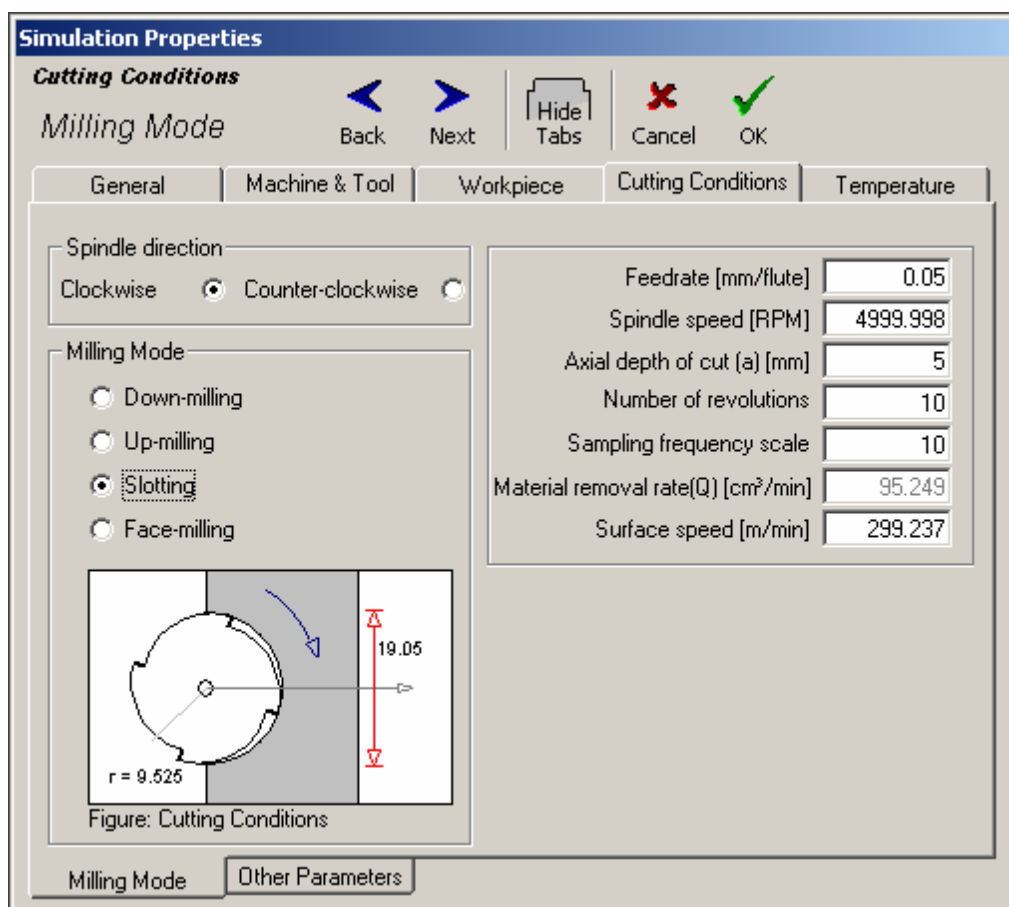 Simulation Properties
Cutting Conditions
Milling Mode
Back
Next
Hide
Tabs
Cancel
OK
General
Machine & Tool
Workpiece
Cutting Conditions
Temperature
Spindle direction
Clockwise
Counter-clockwise
Milling Mode
Down-milling
Up-milling
Slotting
Face-milling
19.05
r = 9.525
Figure: Cutting Conditions
Feedrate [mm/flute] 0.05
Spindle speed [RPM] 4999.998
Axial depth of cut (a) [mm] 5
Number of revolutions 10
Sampling frequency scale 10
Material removal rate(Q) [cm³/min] 95.249
Surface speed [m/min] 299.237
Milling Mode
Other Parameters